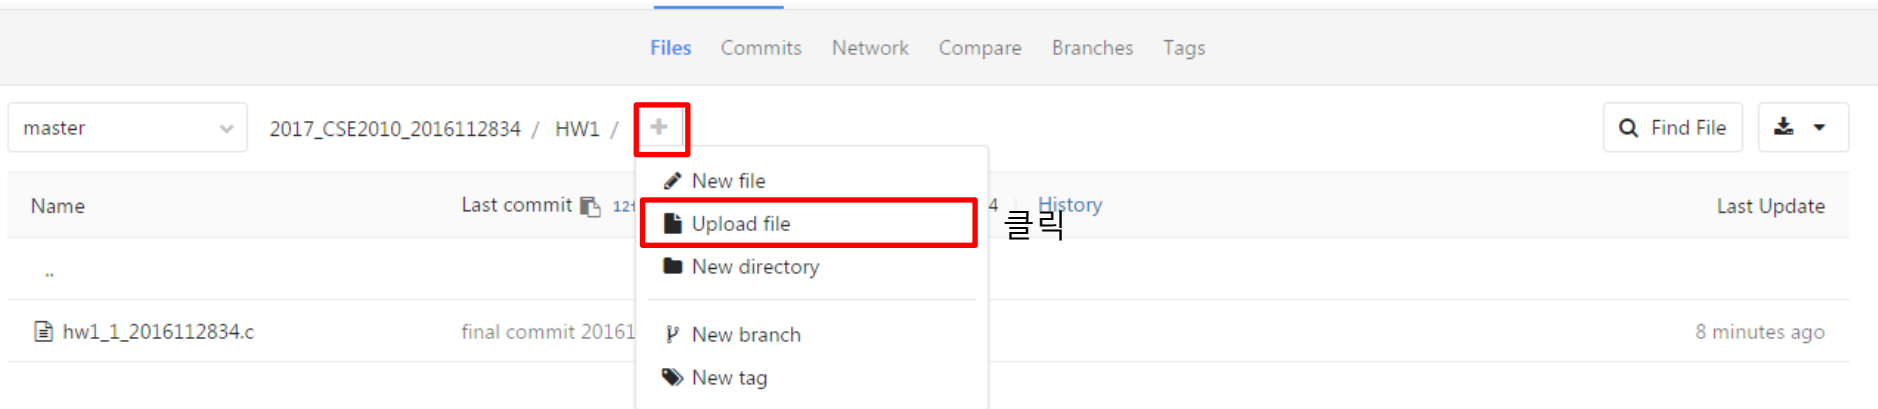 Files Commits Network Compare Branches Tags
master 2017_CSE2010_2016112834 / HW1 / + Find File
New file
Name Last commit 4 History Last Update
Upload file 클릭
..
New directory
hw1_1_2016112834.c final commit 20161 8 minutes ago
New branch
New tag